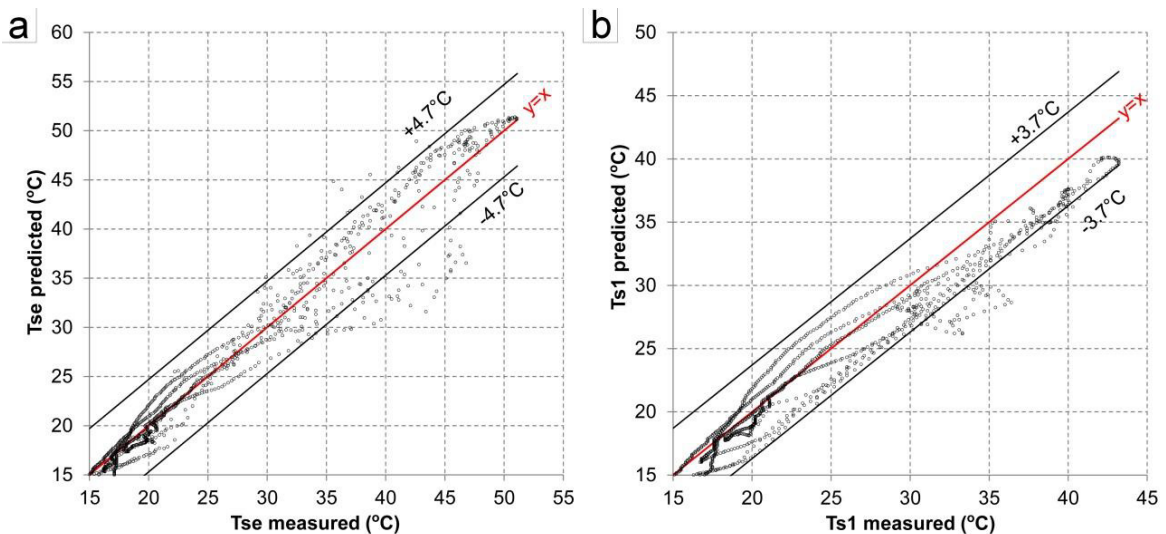 a
60
55
50
45
40
35
30
25
20
15
Tse predicted (°C)
+4.7°C
y=x
-4.7°C
15 20 25 30 35 40 45 50 55
Tse measured (°C)
b
50
45
40
35
30
25
20
15
Ts1 predicted (°C)
+3.7°C
y=x
-3.7°C
15 20 25 30 35 40 45
Ts1 measured (°C)